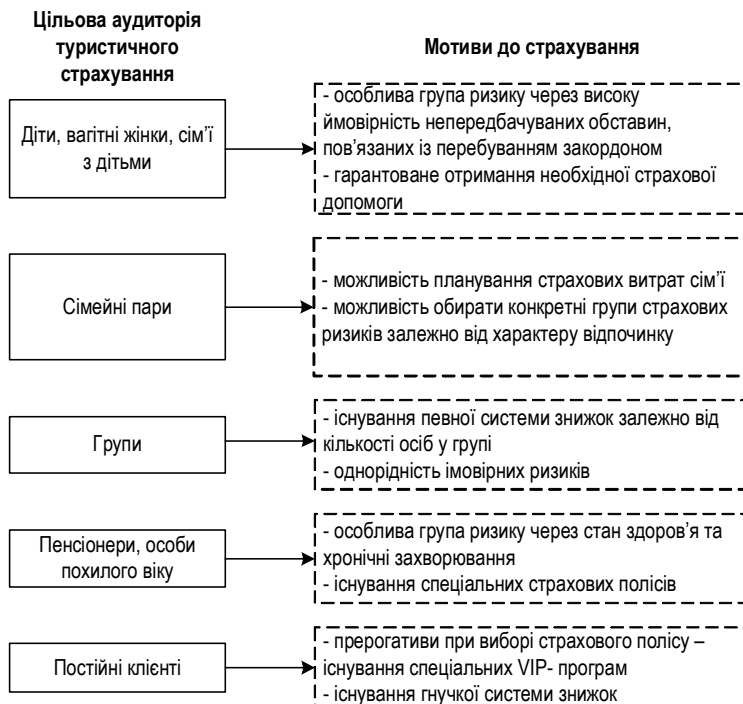 Цільова аудиторія
туристичного
страхування
Мотиви до страхування
Діти, вагітні жінки, сім’ї
з дітьми
- особлива група ризику через високу
ймовірність непередбачуваних обставин,
пов’язаних із перебуванням закордоном
- гарантоване отримання необхідної страхової
допомоги
Сімейні пари
- можливість планування страхових витрат сім’ї
- можливість обирати конкретні групи страхових
ризиків залежно від характеру відпочинку
Групи
- існування певної системи знижок залежно від
кількості осіб у групі
- однорідність імовірних ризиків
Пенсіонери, особи
похилого віку
- особлива група ризику через стан здоров’я та
хронічні захворювання
- існування спеціальних страхових полісів
Постійні клієнті
- прерогативи при виборі страхового полісу –
існування спеціальних VIP- програм
- існування гнучкої системи знижок